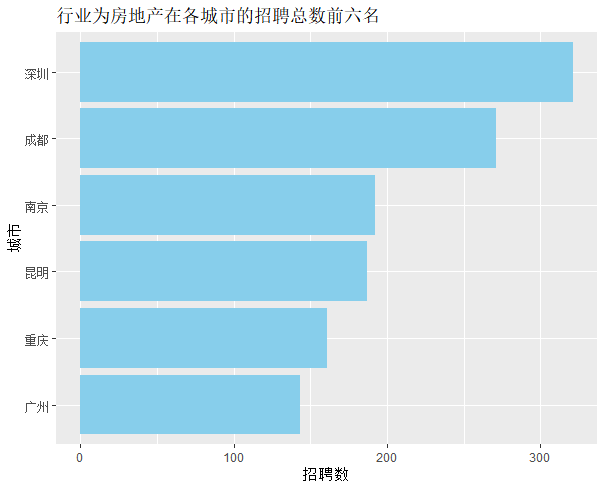 行业为房地产在各城市的招聘总数前六名
深圳
成都
南京
昆明
重庆
广州
城市
0 100 200 300
招聘数